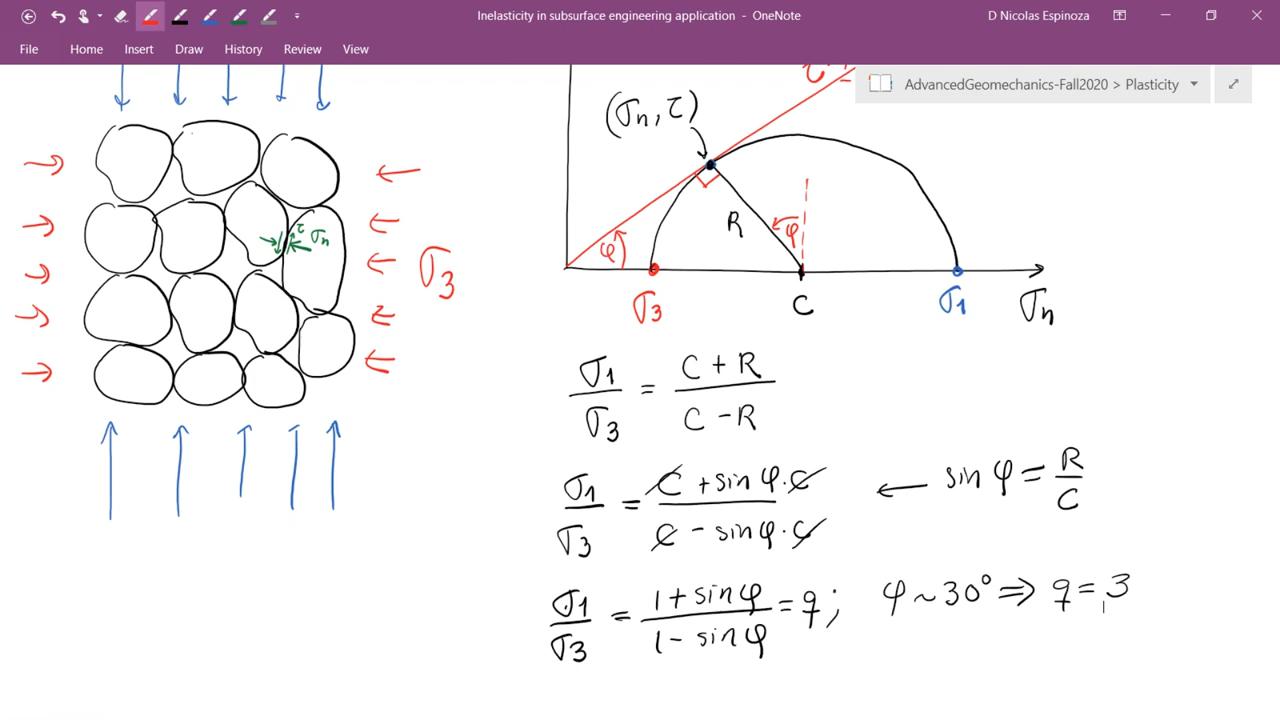 Inelasticity in subsurface engineering application - OneNote
D Nicolas Espinoza
File Home Insert Draw History Review View
AdvancedGeomechanics-Fall2020 > Plasticity
(σn, τ)
τ σn
R φ
φ
σ3
σ3 C σ1 σn
σ1/σ3 = (C + R)/(C - R)
σ1/σ3 = (C + sin φ · C)/(C - sin φ · C) ← sin φ = R/C
σ1/σ3 = (1 + sin φ)/(1 - sin φ) = q; φ ~ 30° ⇒ q = 3